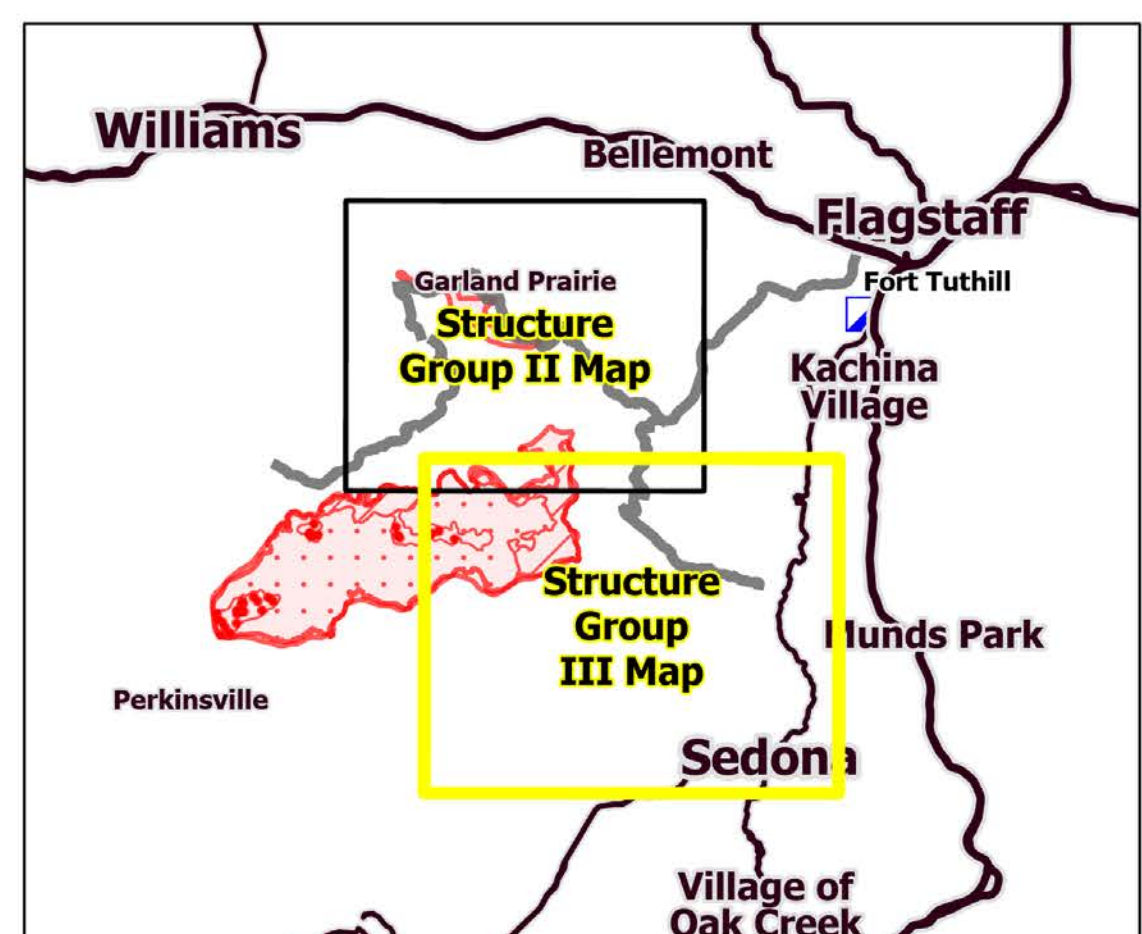 Williams
Bellemont
Flagstaff
Garland Prairie
Fort Tuthill
Structure
Group II Map
Kachina
Village
Structure
Group
III Map
Munds Park
Perkinsville
Sedona
Village of
Oak Creek